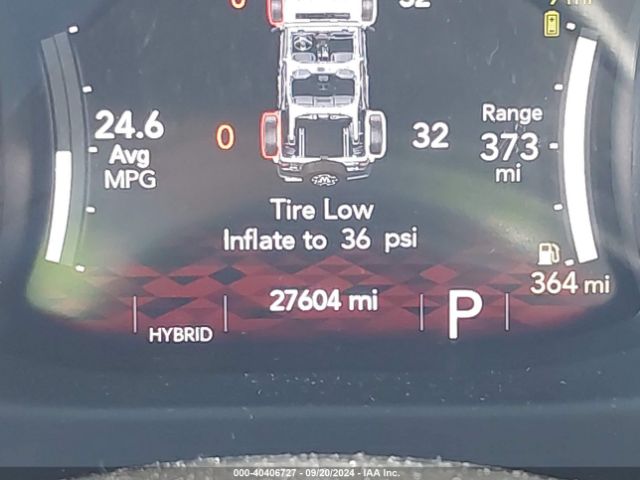 24.6
Avg
MPG
0
32
Range
373
mi
Tire Low
Inflate to 36 psi
364 mi
27604 mi
HYBRID
P
000-40406727 - 09/20/2024 - IAA Inc.